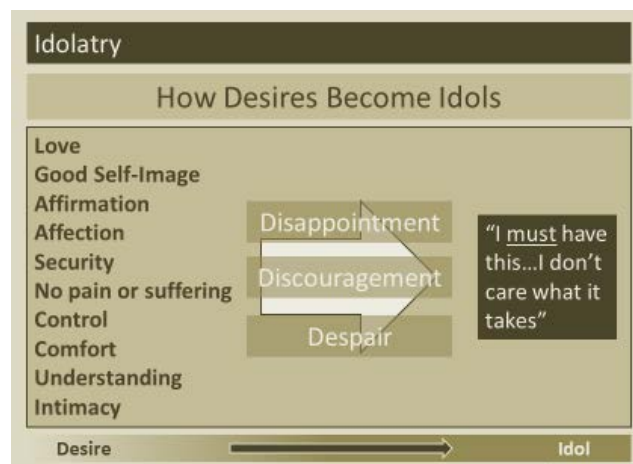 Idolatry
How Desires Become Idols
Love
Good Self-Image
Affirmation
Affection
Security
No pain or suffering
Control
Comfort
Understanding
Intimacy
Disappointment
Discouragement
Despair
“I must have
this…I don’t
care what it
takes”
Desire
Idol